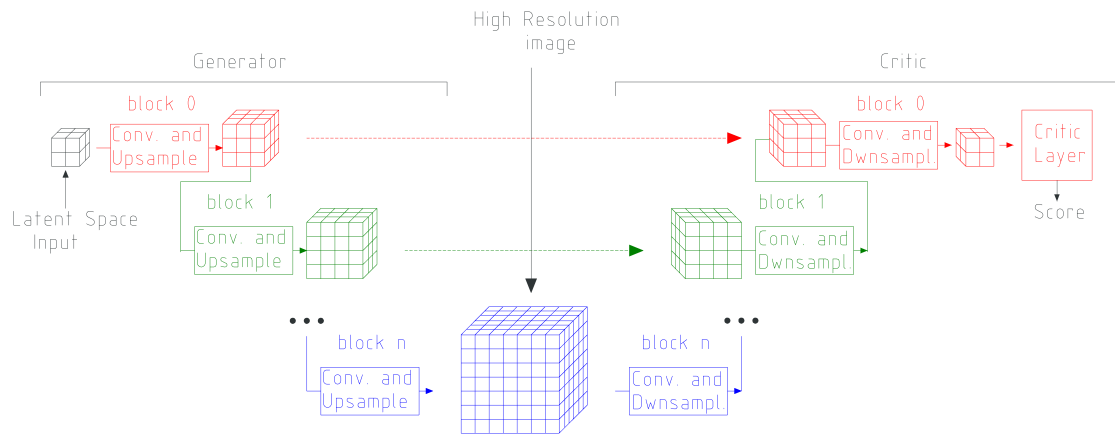 High Resolution
image
Generator
Critic
block 0
Conv. and
Upsample
block 0
Conv. and
Dwnsampl.
Critic
Layer
Latent Space
Input
block 1
Conv. and
Upsample
block 1
Conv. and
Dwnsampl.
Score
block n
Conv. and
Upsample
block n
Conv. and
Dwnsampl.